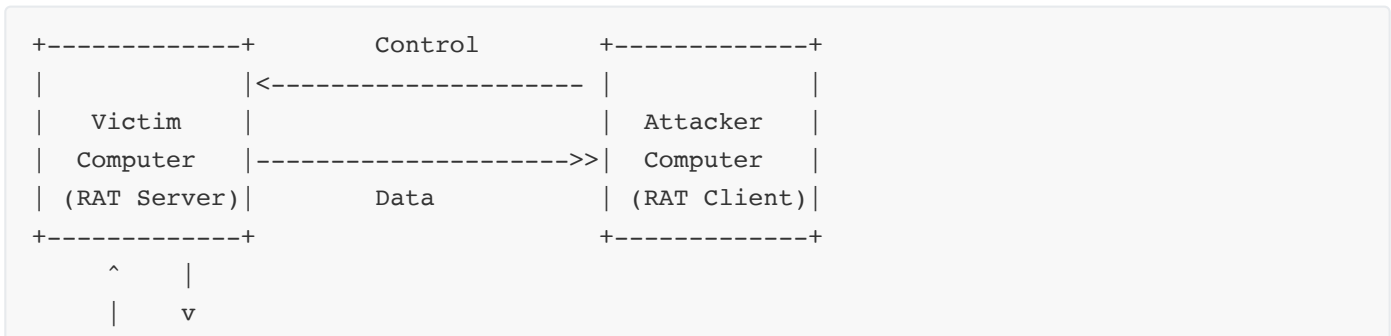 +-------------+        Control        +-------------+
|             |<--------------------- |             |
|   Victim    |                       |  Attacker   |
|  Computer   |--------------------->>|  Computer   |
| (RAT Server)|        Data           | (RAT Client)|
+-------------+                       +-------------+
     ^    |
     |    v